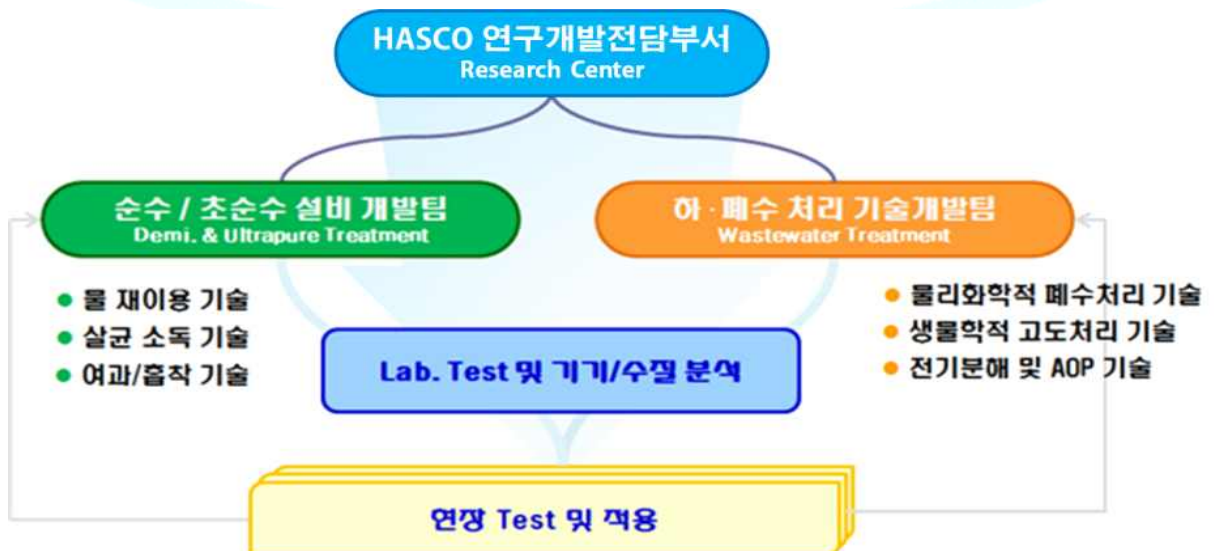 HASCO 연구개발전담부서
Research Center
순수 / 초순수 설비 개발팀
Demi. & Ultrapure Treatment
하 · 폐수 처리 기술개발팀
Wastewater Treatment
● 물 재이용 기술
● 살균 소독 기술
● 여과/흡착 기술
● 물리화학적 폐수처리 기술
● 생물학적 고도처리 기술
● 전기분해 및 AOP 기술
Lab. Test 및 기기/수질 분석
현장 Test 및 적용